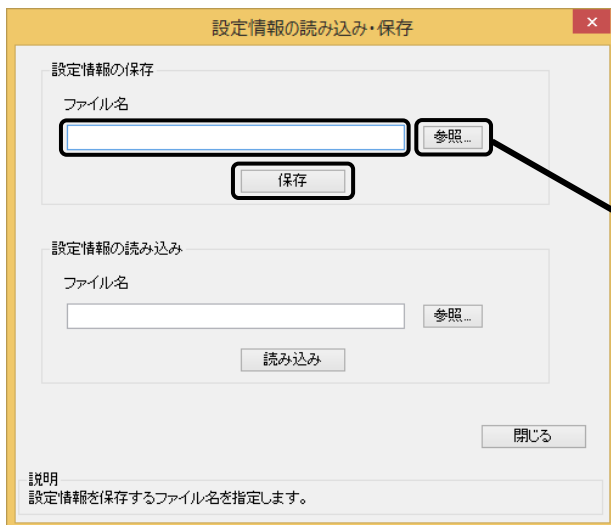 設定情報の読み込み・保存
設定情報の保存
ファイル名
参照...
保存
設定情報の読み込み
ファイル名
参照...
読み込み
閉じる
説明
設定情報を保存するファイル名を指定します。